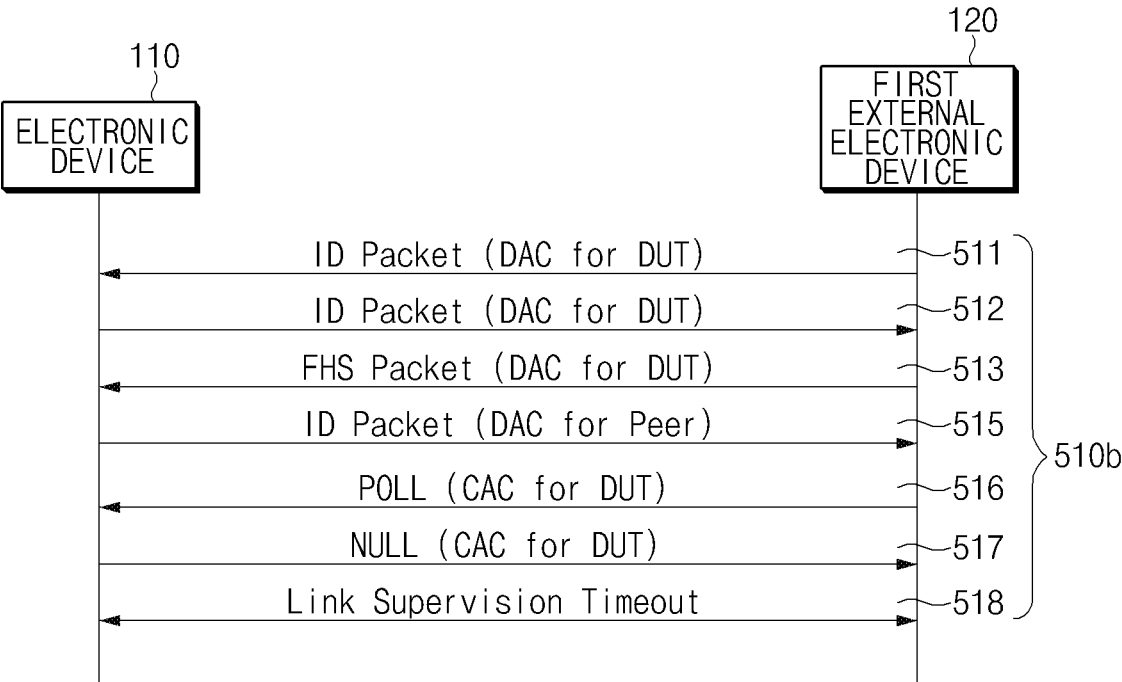 120
110
FIRST
EXTERNAL
ELECTRONIC
DEVICE
ELECTRONIC
DEVICE
ID Packet (DAC for DUT)
511
ID Packet (DAC for DUT)
512
FHS Packet (DAC for DUT)
513
ID Packet (DAC for Peer)
515
510b
POLL (CAC for DUT)
516
NULL (CAC for DUT)
517
Link Supervision Timeout
518